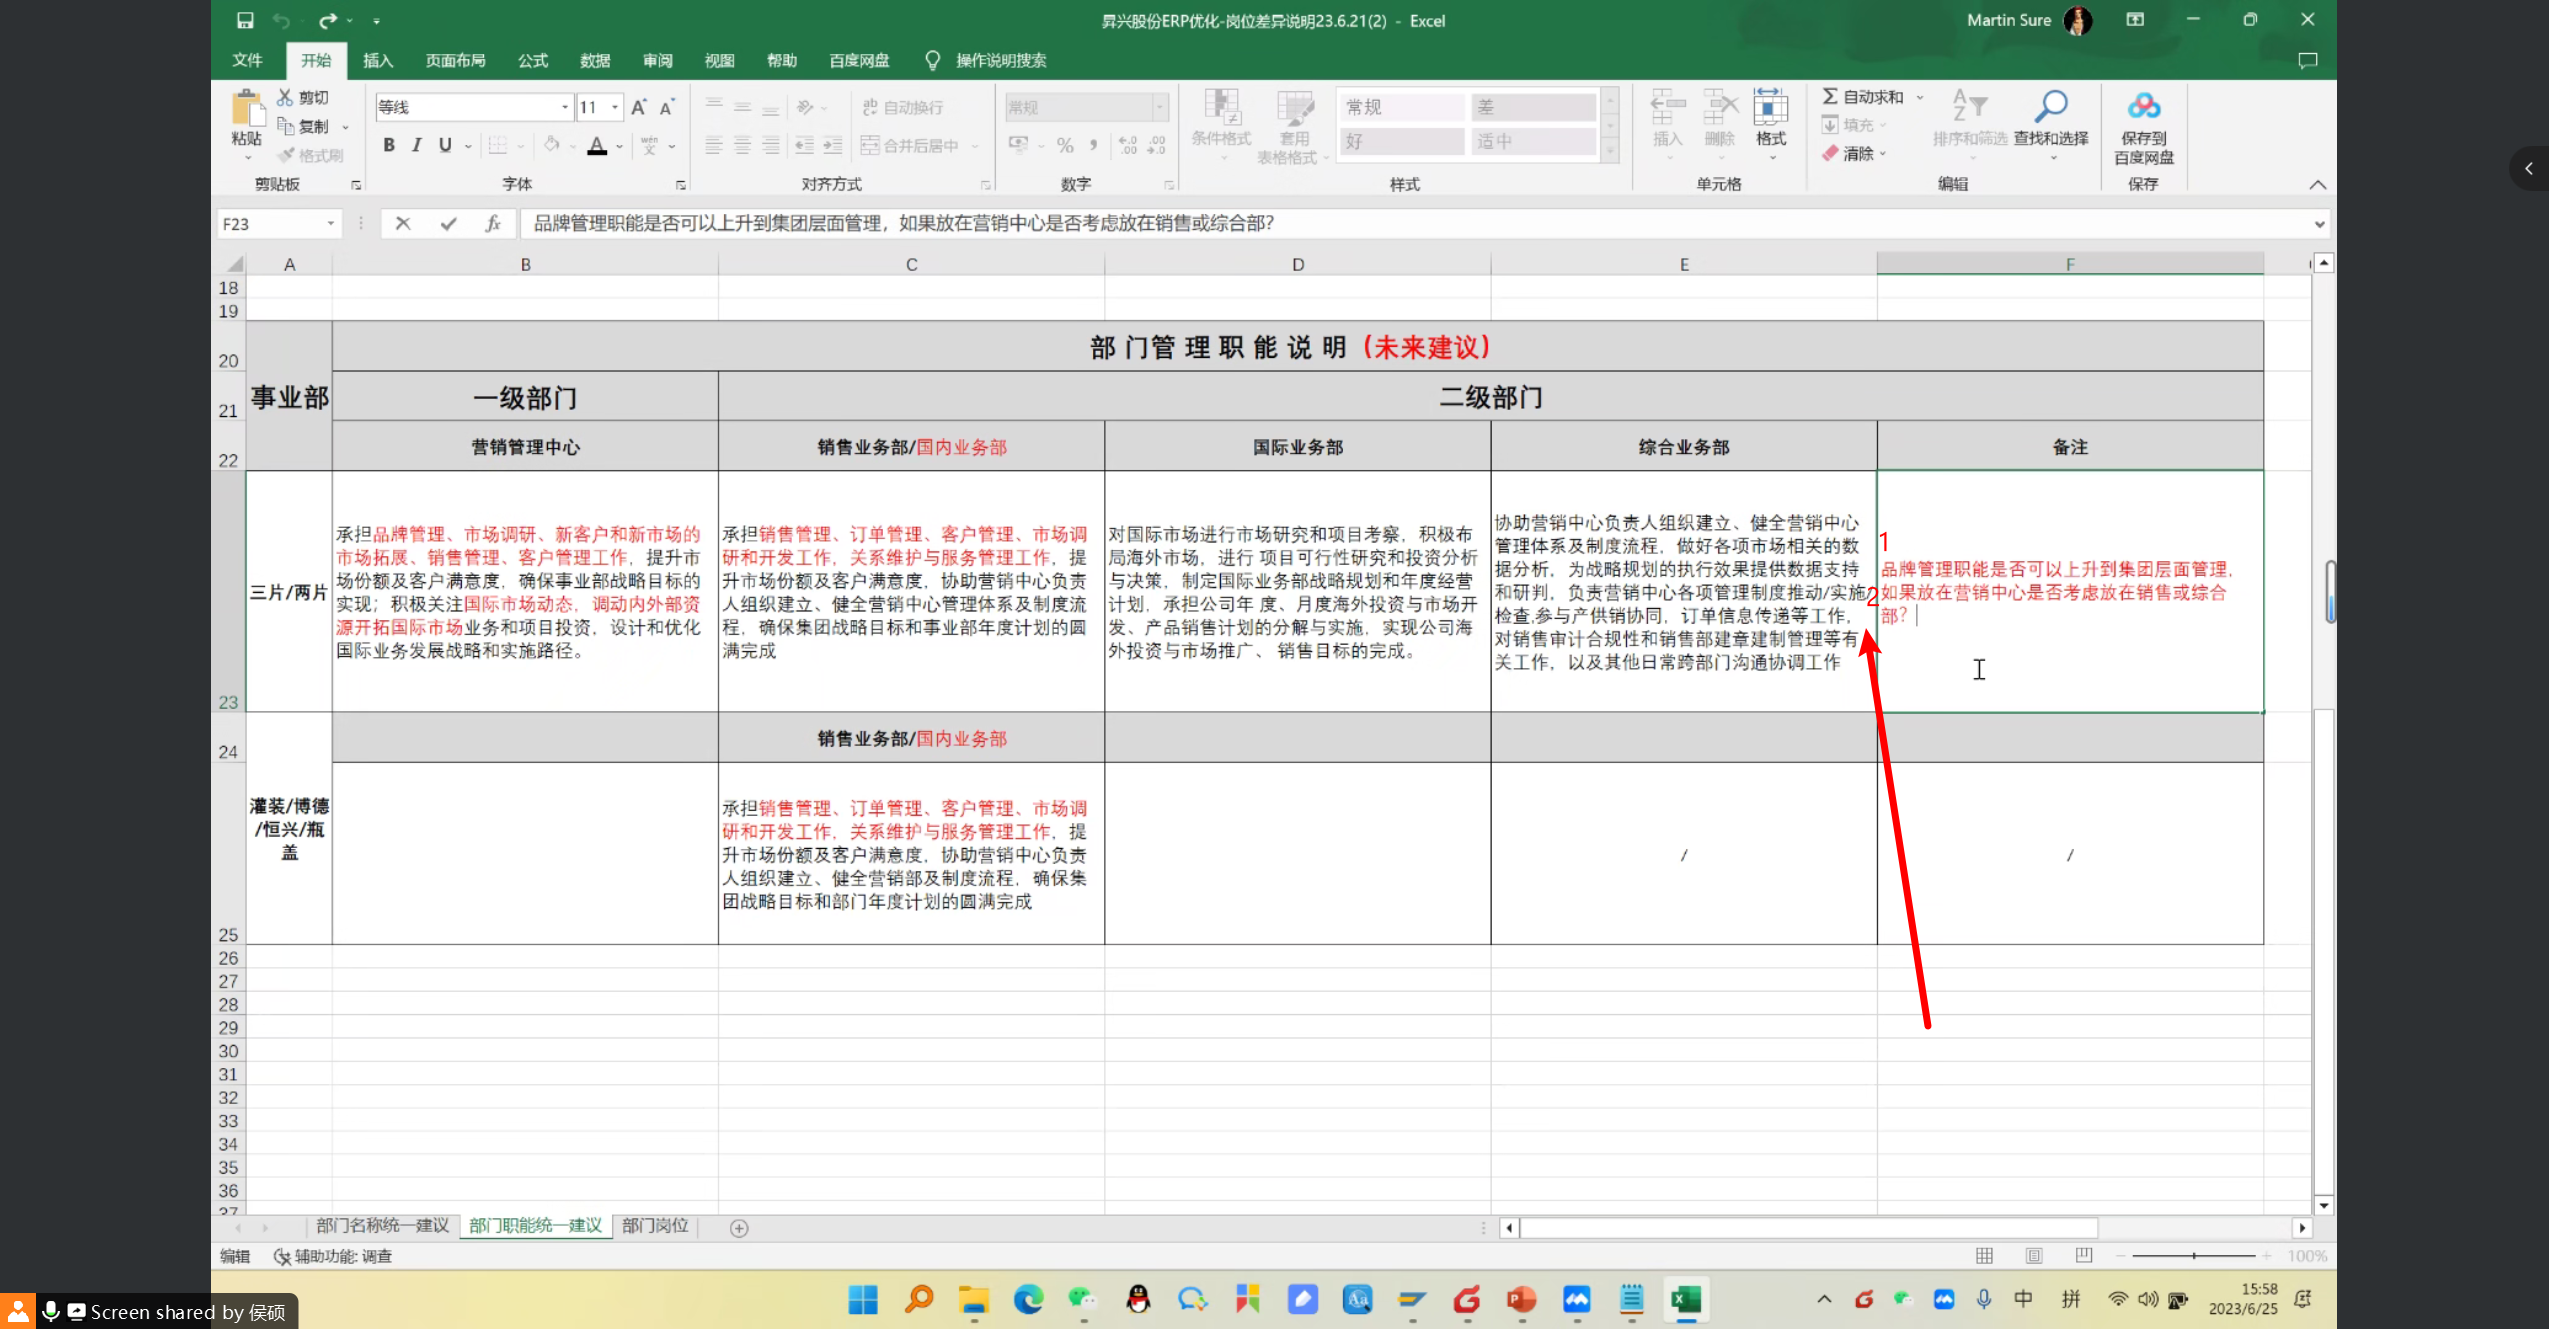 昇兴股份ERP优化-岗位差异说明23.6.21(2) - Excel
Martin Sure
文件 开始 插入 页面布局 公式 数据 审阅 视图 帮助 百度网盘 操作说明搜索
粘贴
剪切
复制
格式刷
剪贴板
等线 11
B I U A wén 文
字体
自动换行
合并后居中
对齐方式
常规
%
数字
条件格式
套用
表格格式
常规 差
好 适中
样式
插入 删除 格式
单元格
自动求和
填充
清除
排序和筛选 查找和选择
编辑
保存到
百度网盘
保存
F23 fx 品牌管理职能是否可以上升到集团层面管理，如果放在营销中心是否考虑放在销售或综合部?
A B C D E F
18
19
20
21
22
23
24
25
26
27
28
29
30
31
32
33
34
35
36
37
部门管理职能说明（未来建议）
事业部
一级部门 二级部门
营销管理中心 销售业务部/国内业务部 国际业务部 综合业务部 备注
三片/两片
承担品牌管理、市场调研、新客户和新市场的
市场拓展、销售管理、客户管理工作，提升市
场份额及客户满意度，确保事业部战略目标的
实现；积极关注国际市场动态，调动内外部资
源开拓国际市场业务和项目投资，设计和优化
国际业务发展战略和实施路径。
承担销售管理、订单管理、客户管理、市场调
研和开发工作，关系维护与服务管理工作，提
升市场份额及客户满意度，协助营销中心负责
人组织建立、健全营销中心管理体系及制度流
程，确保集团战略目标和事业部年度计划的圆
满完成
对国际市场进行市场研究和项目考察，积极布
局海外市场，进行 项目可行性研究和投资分析
与决策，制定国际业务部战略规划和年度经营
计划，承担公司年 度、月度海外投资与市场开
发、产品销售计划的分解与实施，实现公司海
外投资与市场推广、 销售目标的完成。
协助营销中心负责人组织建立、健全营销中心
管理体系及制度流程，做好各项市场相关的数
据分析，为战略规划的执行效果提供数据支持
和研判，负责营销中心各项管理制度推动/实施/
检查,参与产供销协同，订单信息传递等工作，
对销售审计合规性和销售部建章建制管理等有
关工作，以及其他日常跨部门沟通协调工作
1
品牌管理职能是否可以上升到集团层面管理，
2
如果放在营销中心是否考虑放在销售或综合
部?
销售业务部/国内业务部
灌装/博德
/恒兴/瓶
盖
承担销售管理、订单管理、客户管理、市场调
研和开发工作，关系维护与服务管理工作，提
升市场份额及客户满意度，协助营销中心负责
人组织建立、健全营销部及制度流程，确保集
团战略目标和部门年度计划的圆满完成
/
/
部门名称统一建议 部门职能统一建议 部门岗位
编辑 辅助功能: 调查
100%
中 拼
15:58
2023/6/25
Screen shared by 侯硕